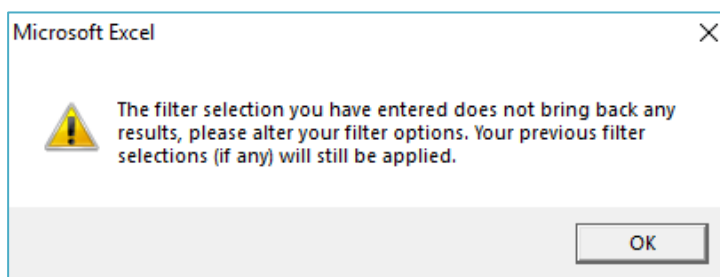 Microsoft Excel
The filter selection you have entered does not bring back any
results, please alter your filter options. Your previous filter
selections (if any) will still be applied.
OK